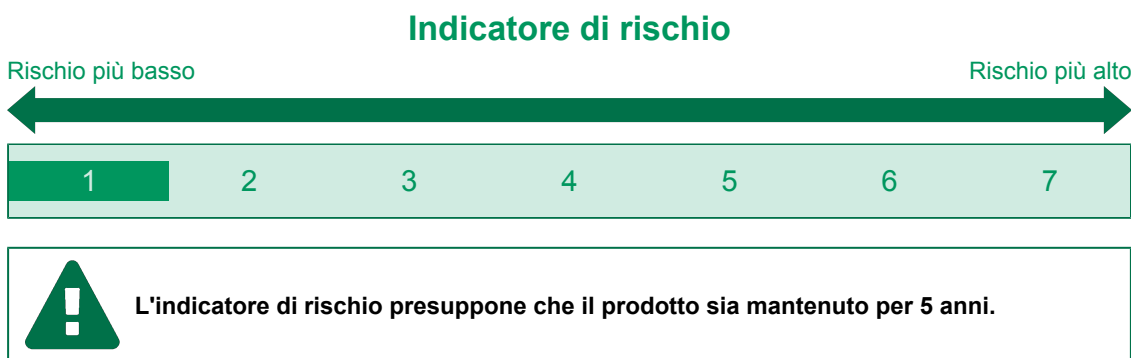 Indicatore di rischio
Rischio più basso Rischio più alto
1 2 3 4 5 6 7
L'indicatore di rischio presuppone che il prodotto sia mantenuto per 5 anni.